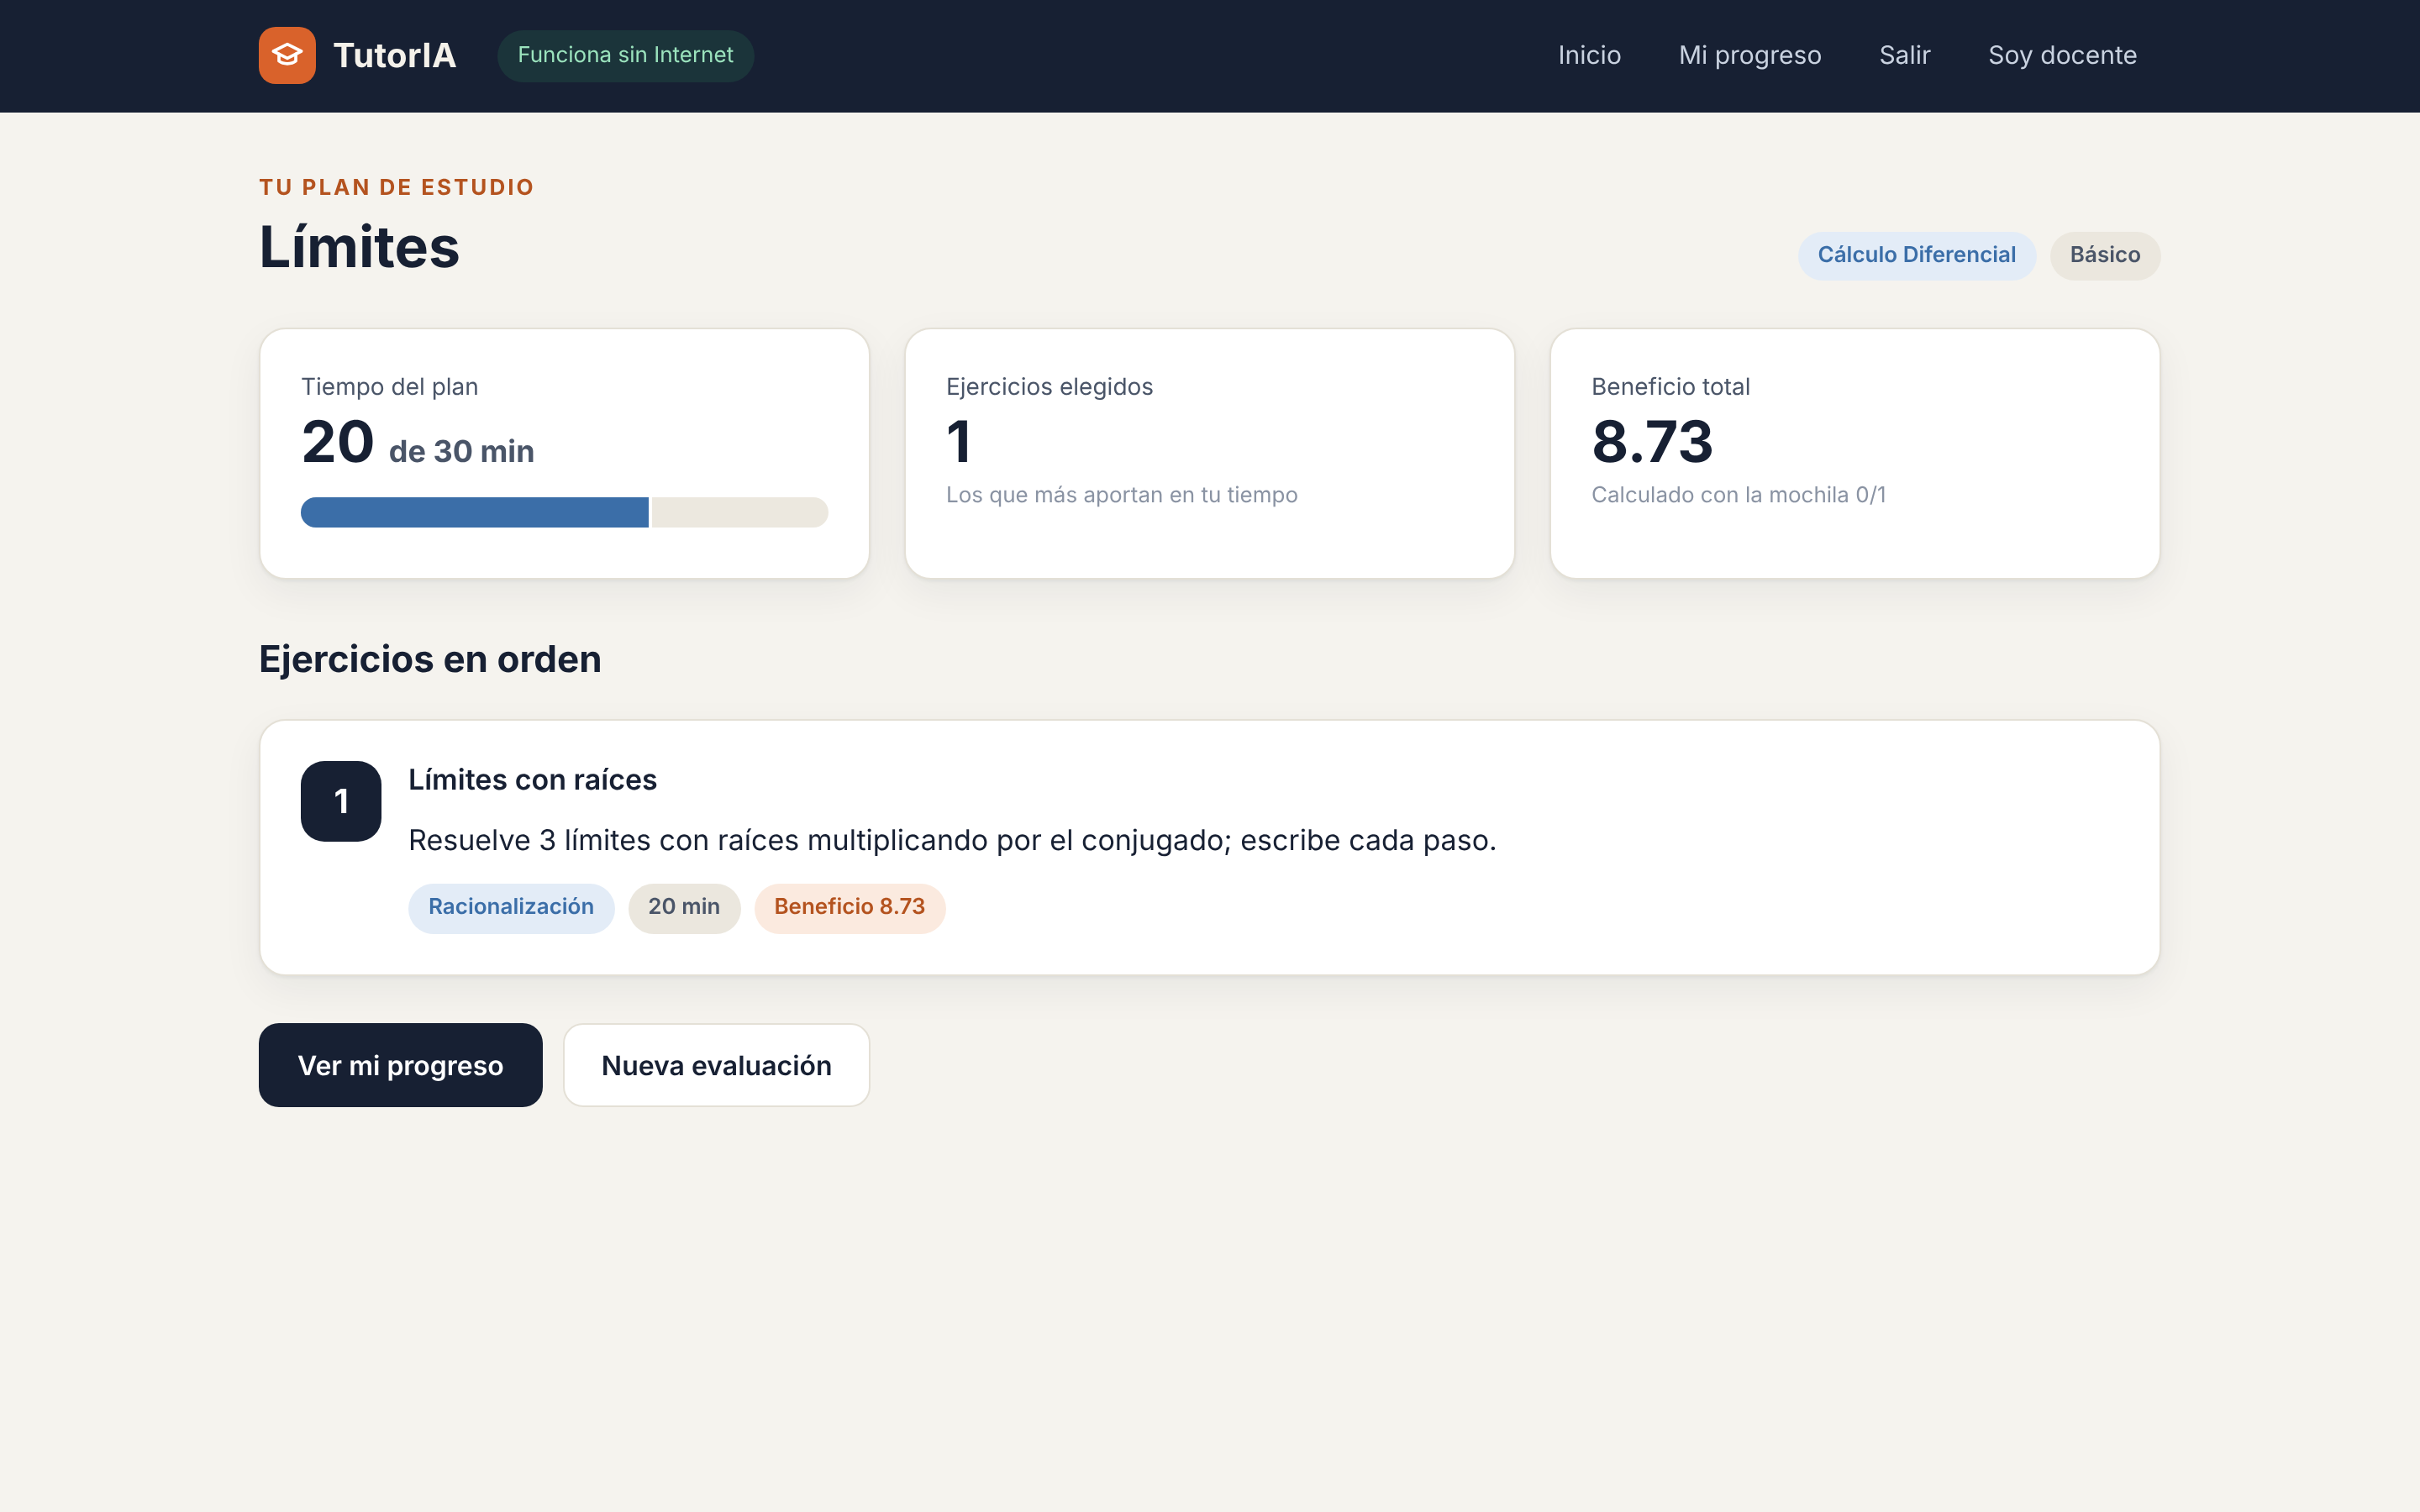 TutorIA
Funciona sin Internet
Inicio
Mi progreso
Salir
Soy docente
TU PLAN DE ESTUDIO
Límites
Cálculo Diferencial
Básico
Tiempo del plan
20 de 30 min
Ejercicios elegidos
1
Los que más aportan en tu tiempo
Beneficio total
8.73
Calculado con la mochila 0/1
Ejercicios en orden
1
Límites con raíces
Resuelve 3 límites con raíces multiplicando por el conjugado; escribe cada paso.
Racionalización
20 min
Beneficio 8.73
Ver mi progreso
Nueva evaluación